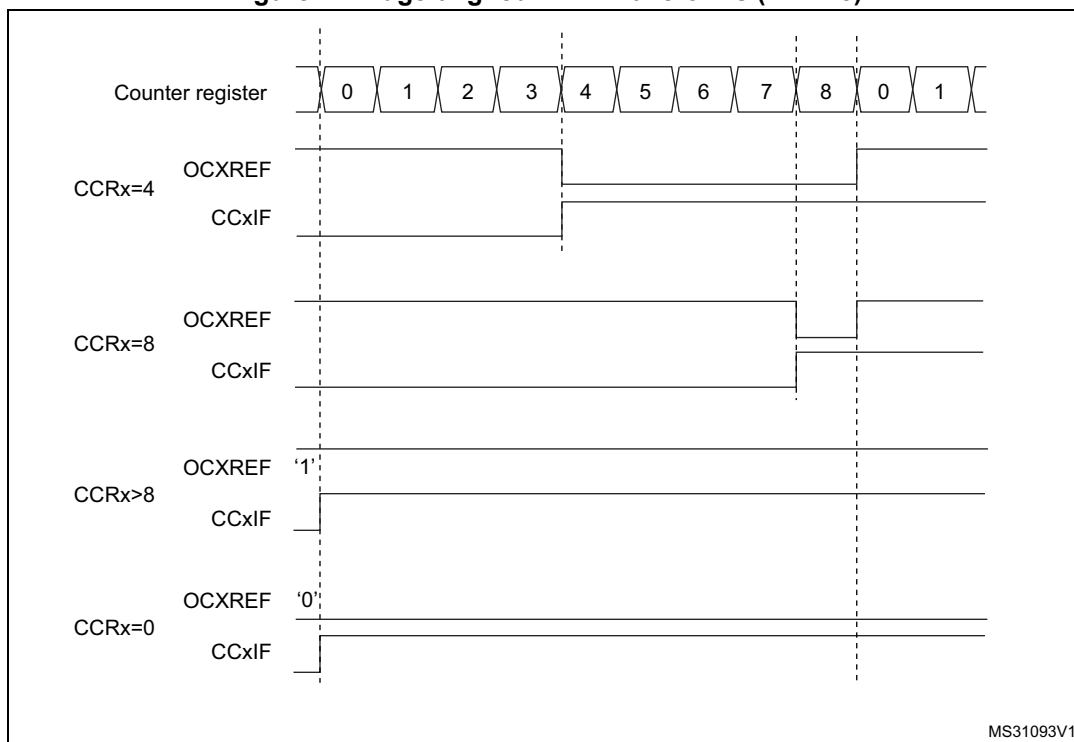 Counter register 0 1 2 3 4 5 6 7 8 0 1
OCXREF
CCRx=4
CCxIF
OCXREF
CCRx=8
CCxIF
OCXREF '1'
CCRx>8
CCxIF
OCXREF '0'
CCRx=0
CCxIF
MS31093V1